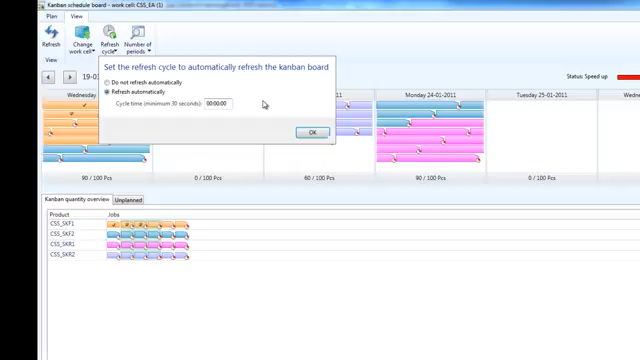 Kanban schedule board - work cell: CSS_EA (1)
Plan View
Refresh Change work cell Refresh cycle Number of periods
View
19-01
Status: Speed up
Set the refresh cycle to automatically refresh the kanban board
Do not refresh automatically
Refresh automatically
Cycle time (minimum 30 seconds): 00:00:00
OK
Wednesday Monday 24-01-2011 Tuesday 25-01-2011 Wednes
90 / 100 Pcs 0 / 100 Pcs 60 / 100 Pcs 90 / 100 Pcs 0 / 100 Pcs
Kanban quantity overview Unplanned
Product Jobs
CSS_SKF1
CSS_SKF2
CSS_SKR1
CSS_SKR2